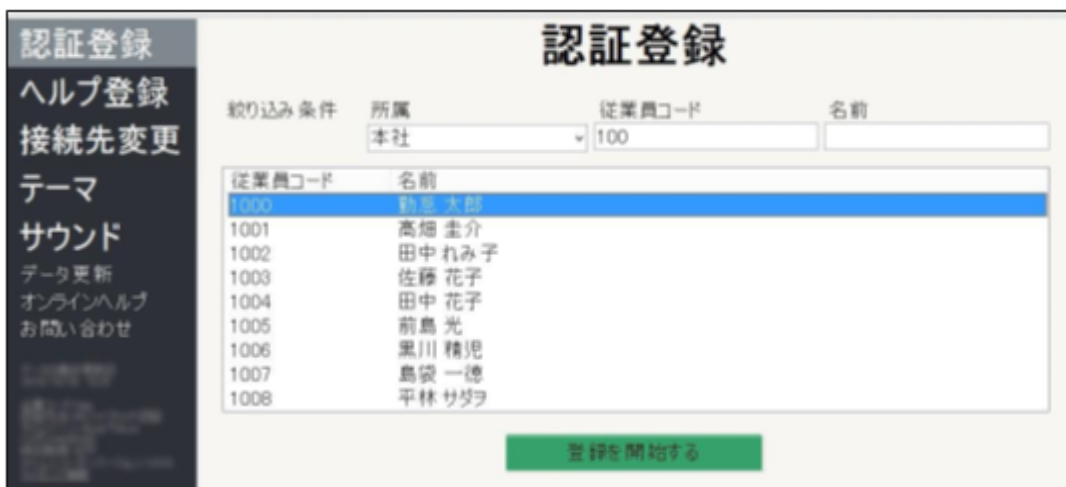 認証登録
ヘルプ登録
接続先変更
テーマ
サウンド
データ更新
オンラインヘルプ
お問い合わせ
認証登録
絞り込み条件 所属 従業員コード 名前
本社 100
従業員コード 名前
1000 勤怠 太郎
1001 高畑 圭介
1002 田中 れみ子
1003 佐藤 花子
1004 田中 花子
1005 前島 光
1006 黒川 精児
1007 島袋 一徳
1008 平林 サダヲ
登録を開始する